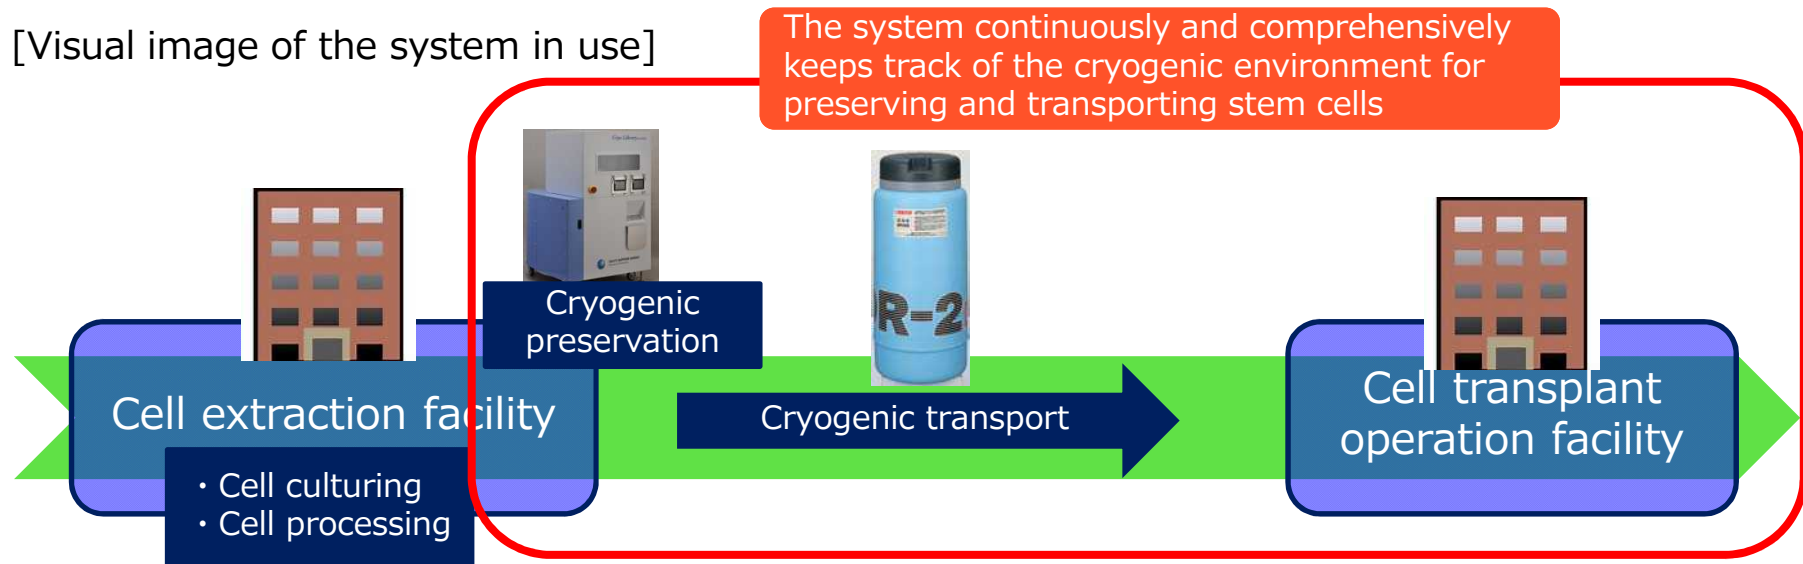 [Visual image of the system in use]
The system continuously and comprehensively
keeps track of the cryogenic environment for
preserving and transporting stem cells
Cryogenic
preservation
Cell extraction facility
・Cell culturing
・Cell processing
Cryogenic transport
DR-2
Cell transplant
operation facility